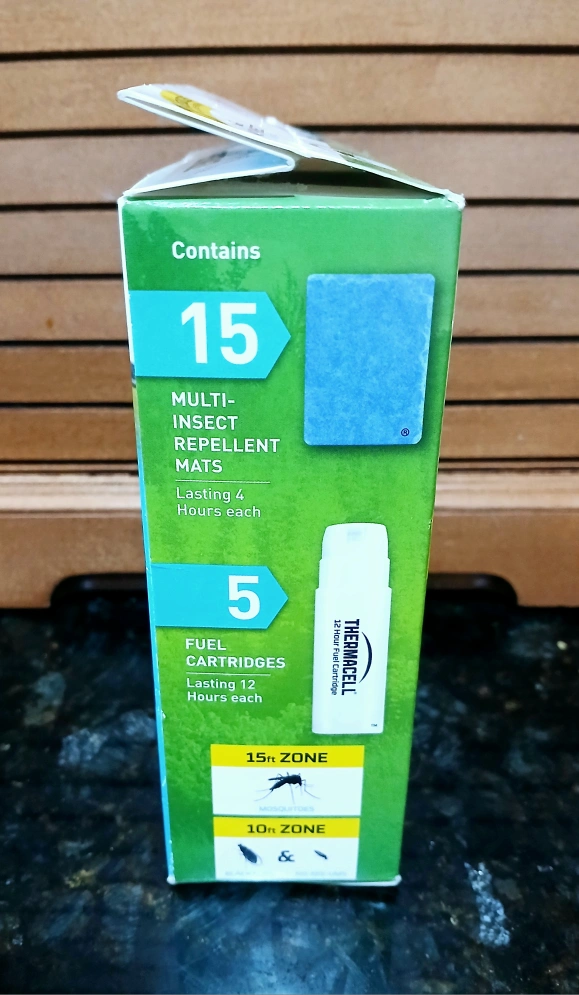 Contains
15
MULTI-
INSECT
REPELLENT
MATS
Lasting 4
Hours each
®
5
FUEL
CARTRIDGES
Lasting 12
Hours each
THERMACELL®
12 Hour Fuel Cartridge
™
15ft ZONE
MOSQUITOES
10ft ZONE
&